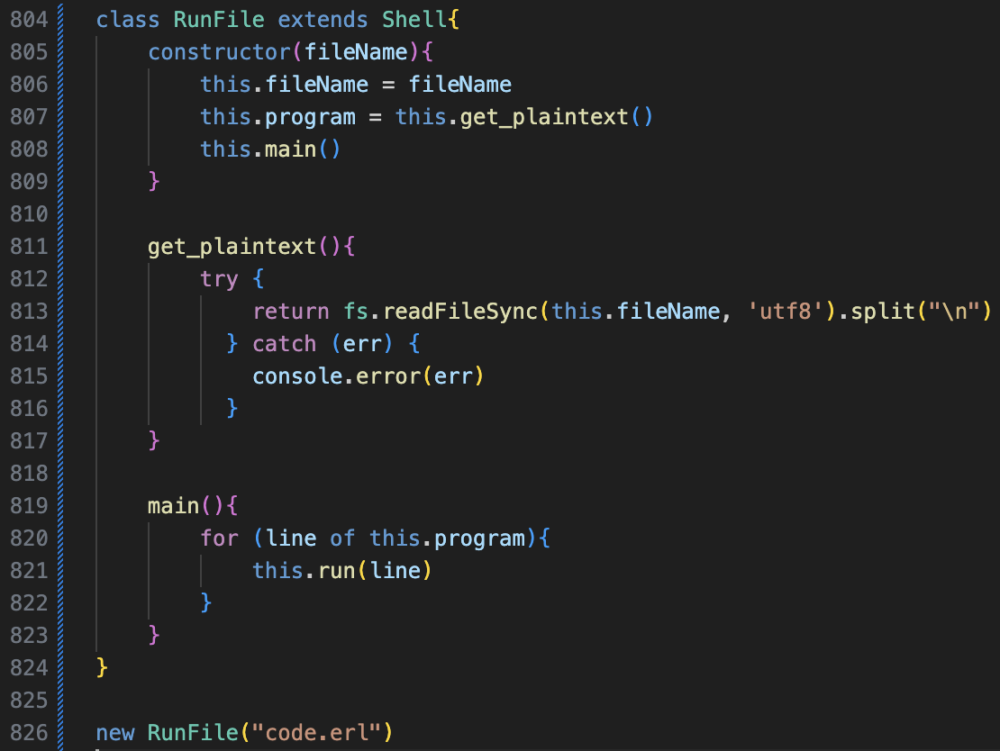 804 class RunFile extends Shell{
805     constructor(fileName){
806         this.fileName = fileName
807         this.program = this.get_plaintext()
808         this.main()
809     }
810
811     get_plaintext(){
812         try {
813             return fs.readFileSync(this.fileName, 'utf8').split("\n")
814           } catch (err) {
815             console.error(err)
816           }
817     }
818
819     main(){
820         for (line of this.program){
821             this.run(line)
822         }
823     }
824 }
825
826 new RunFile("code.erl")